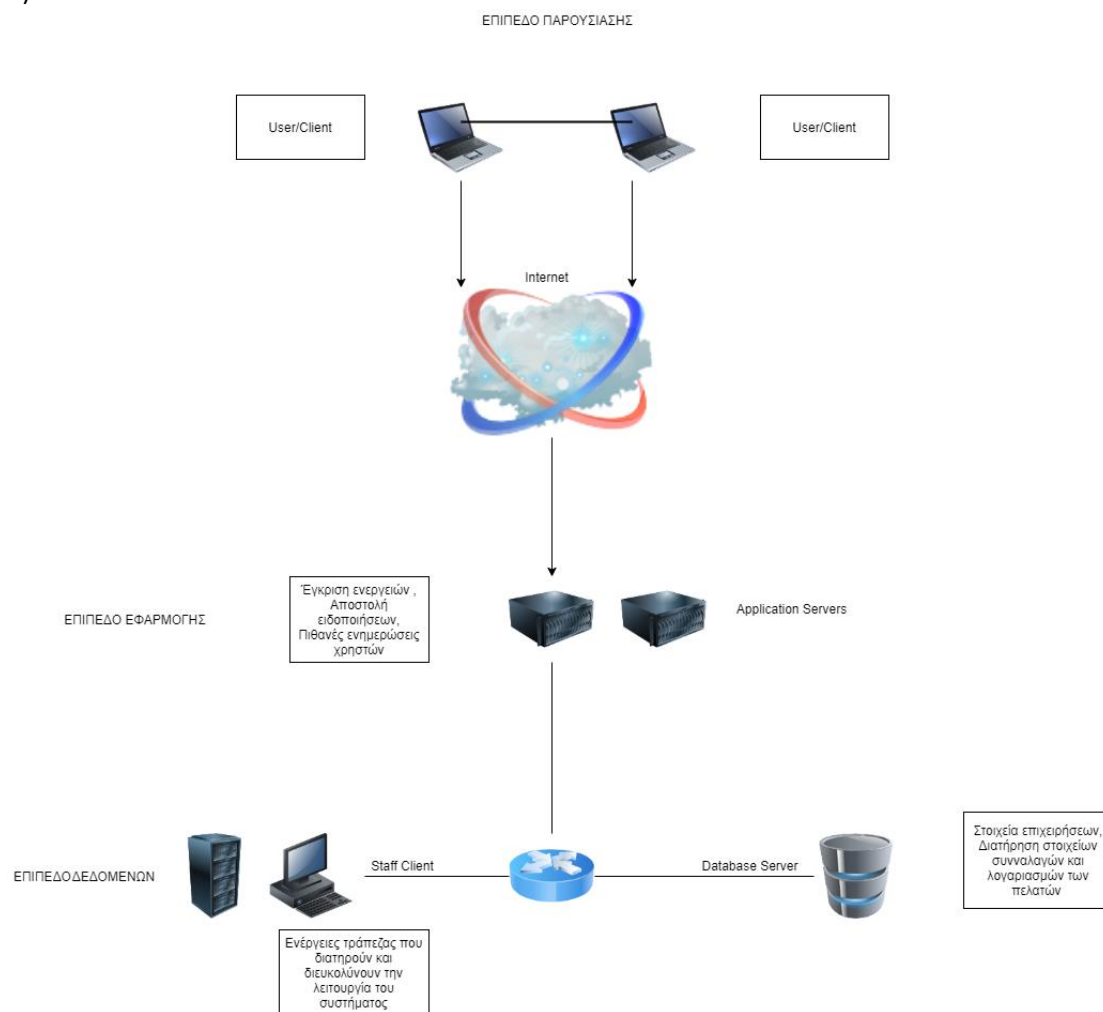 ΕΠΙΠΕΔΟ ΠΑΡΟΥΣΙΑΣΗΣ
User/Client
User/Client
Internet
ΕΠΙΠΕΔΟ ΕΦΑΡΜΟΓΗΣ
Έγκριση ενεργειών ,
Αποστολή
ειδοποιήσεων,
Πιθανές ενημερώσεις
χρηστών
Application Servers
ΕΠΙΠΕΔΟ ΔΕΔΟΜΕΝΩΝ
Staff Client
Database Server
Στοιχεία επιχειρήσεων,
Διατήρηση στοιχείων
συνναλαγών και
λογαριασμών των
πελατών
Ενέργειες τράπεζας που
διατηρούν και
διευκολύνουν την
λειτουργία του
συστήματος